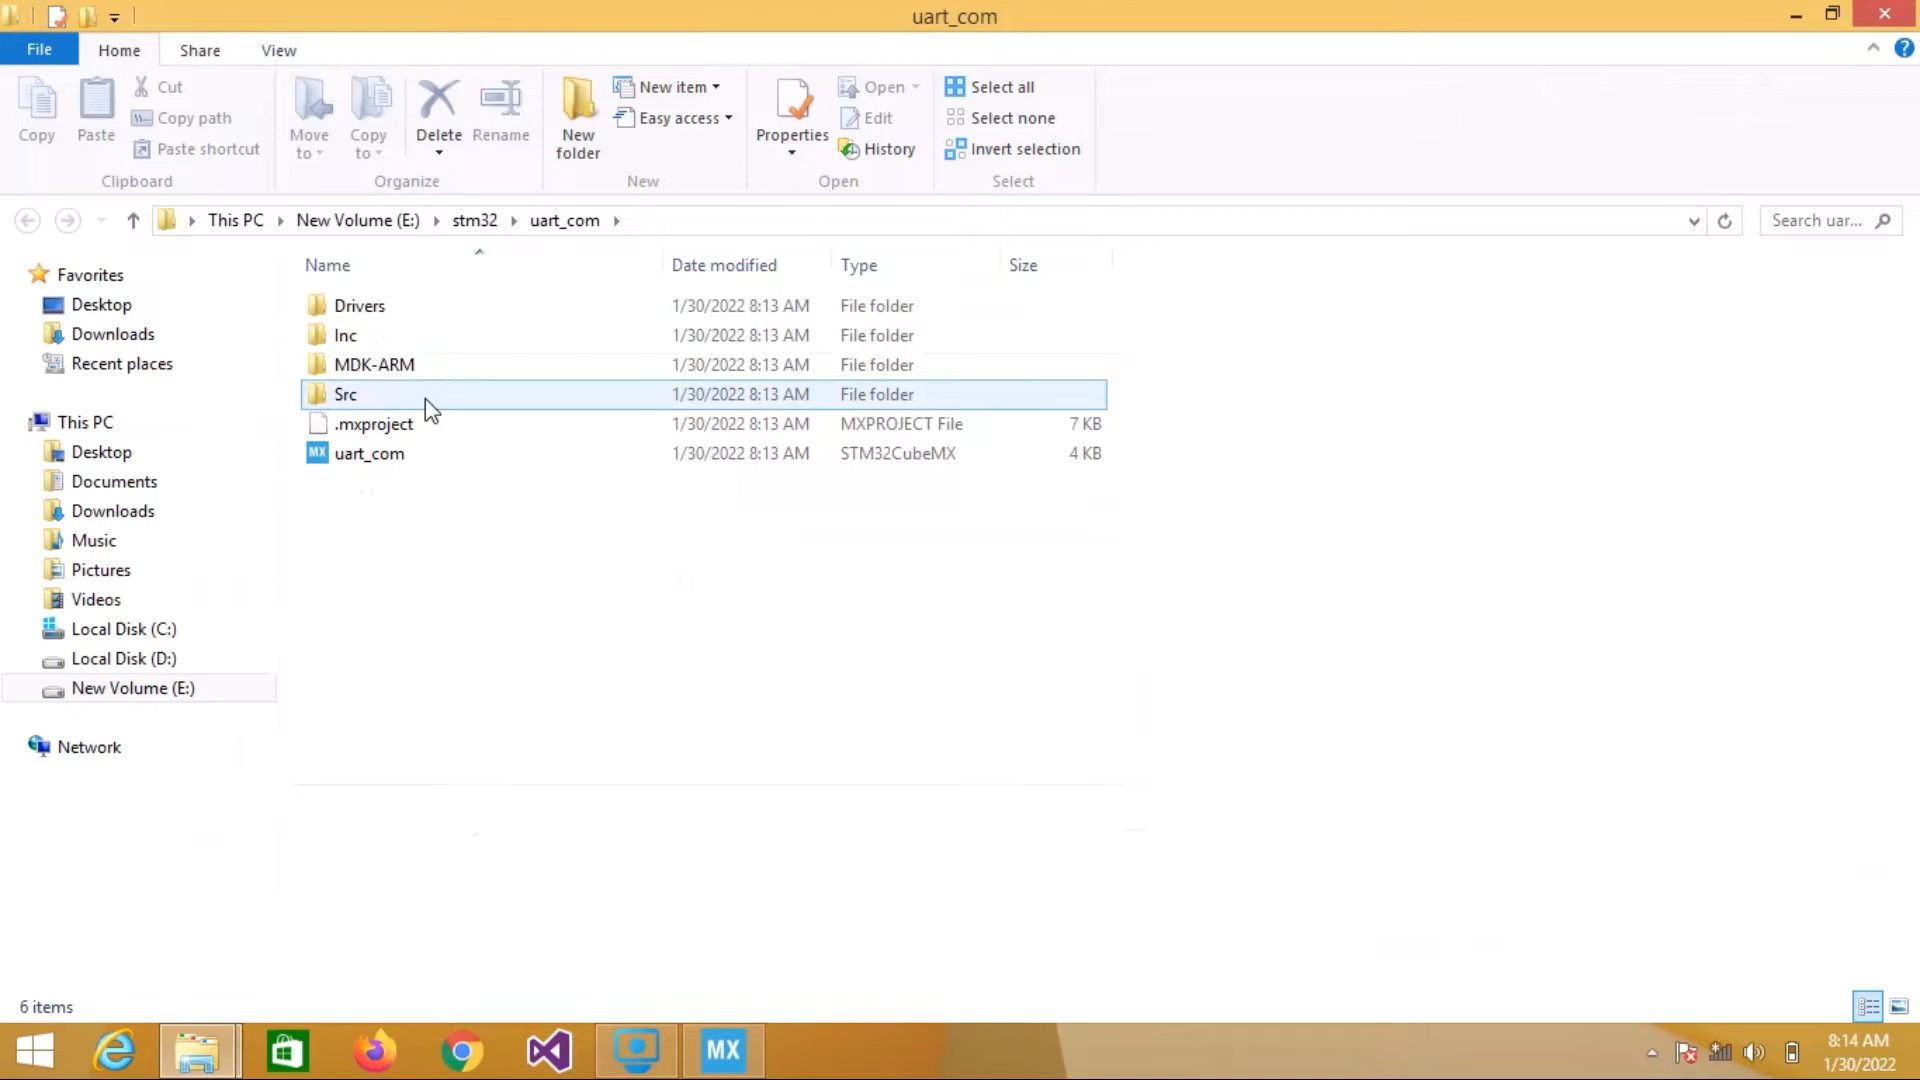 uart_com
File Home Share View
Copy Paste Cut Copy path Paste shortcut
Clipboard
Move to Copy to Delete Rename
Organize
New folder New item Easy access
New
Properties Open Edit History
Open
Select all
Select none
Invert selection
Select
This PC New Volume (E:) stm32 uart_com
Search uar...
Name Date modified Type Size
Drivers 1/30/2022 8:13 AM File folder
Inc 1/30/2022 8:13 AM File folder
MDK-ARM 1/30/2022 8:13 AM File folder
Src 1/30/2022 8:13 AM File folder
.mxproject 1/30/2022 8:13 AM MXPROJECT File 7 KB
MX uart_com 1/30/2022 8:13 AM STM32CubeMX 4 KB
Favorites
Desktop
Downloads
Recent places
This PC
Desktop
Documents
Downloads
Music
Pictures
Videos
Local Disk (C:)
Local Disk (D:)
New Volume (E:)
Network
6 items
MX
8:14 AM
1/30/2022